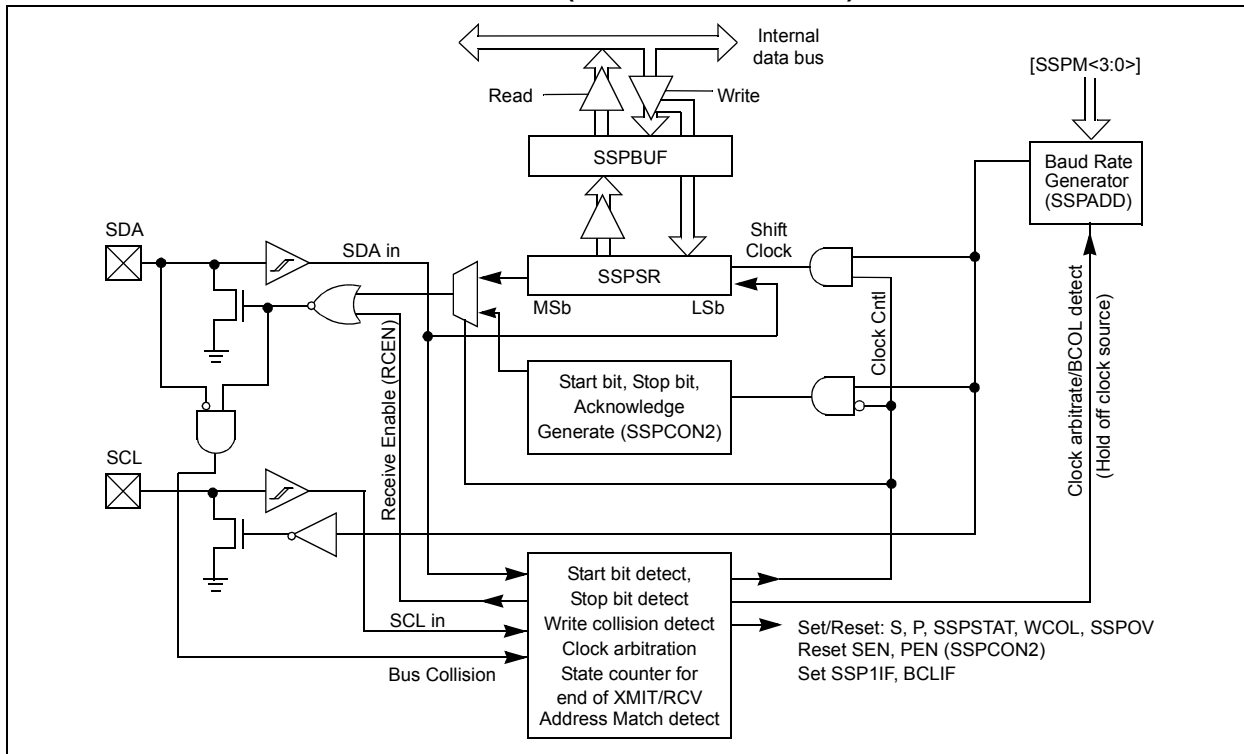 Internal
data bus
[SSPM<3:0>]
Read
Write
SSPBUF
Baud Rate
Generator
(SSPADD)
SDA
Shift
Clock
SDA in
SSPSR
MSb
LSb
Clock Cntl
Clock arbitrate/BCOL detect
(Hold off clock source)
Receive Enable (RCEN)
Start bit, Stop bit,
Acknowledge
Generate (SSPCON2)
SCL
Start bit detect,
Stop bit detect
SCL in
Write collision detect
Clock arbitration
Bus Collision
State counter for
end of XMIT/RCV
Address Match detect
Set/Reset: S, P, SSPSTAT, WCOL, SSPOV
Reset SEN, PEN (SSPCON2)
Set SSP1IF, BCLIF